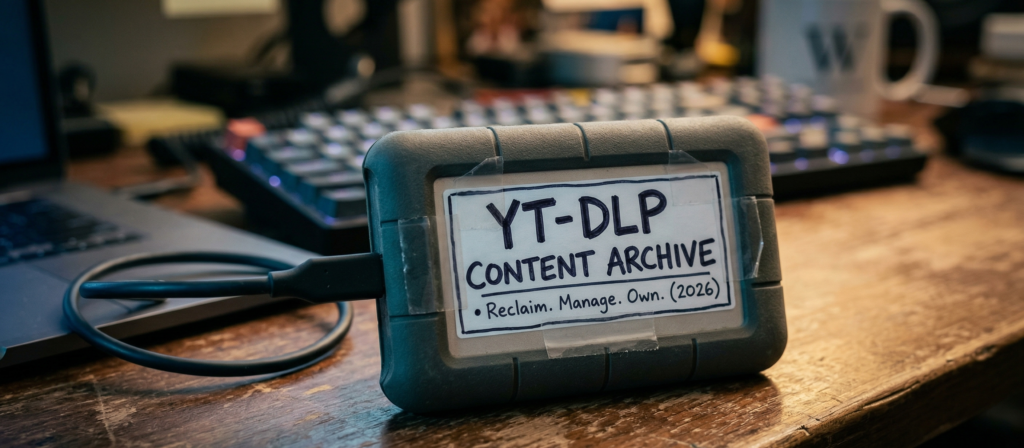 W
YT-DLP
CONTENT ARCHIVE
• Reclaim. Manage. Own. (2026)